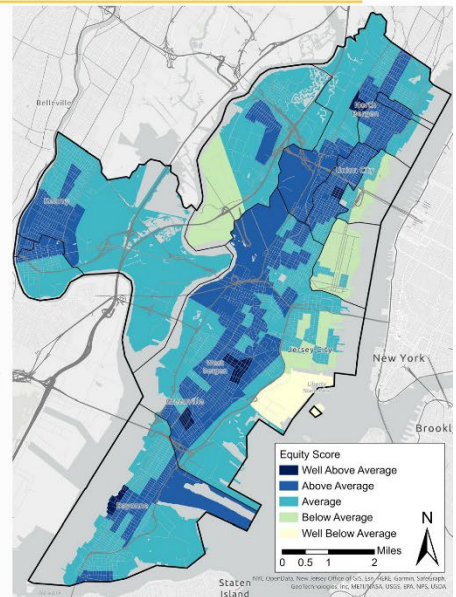 Belleville
North
Bergen
Union City
Kearny
Jersey City
New York
West
Bergen
Greenville
Liberty
Brookly
Bayonne
Staten
Island
Equity Score
Well Above Average
Above Average
Average
Below Average
Well Below Average
N
0 0.5 1 2
Miles
NYC OpenData, New Jersey Office of GIS, Esri, HERE, Garmin, SafeGraph,
GeoTechnologies, Inc, METI/NASA, USGS, EPA, NPS, USDA